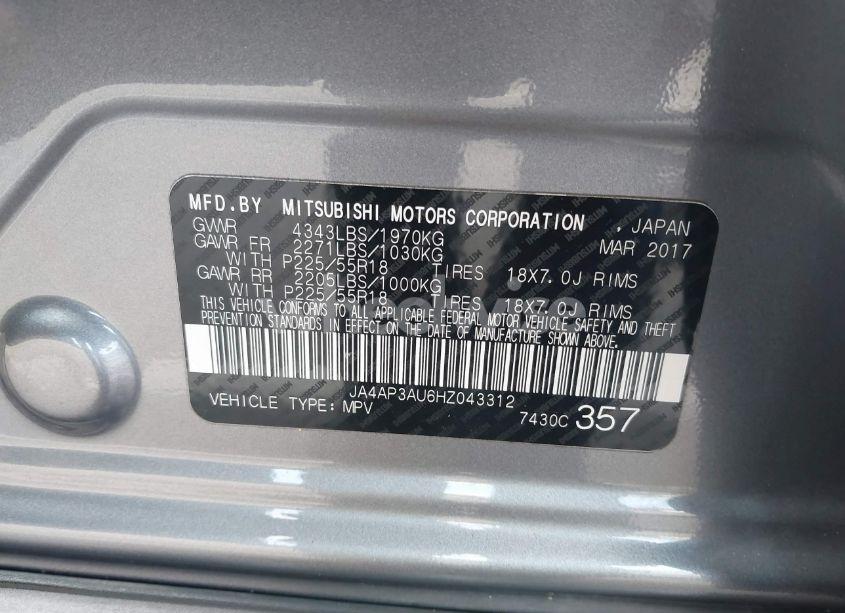 MFD.BY MITSUBISHI MOTORS CORPORATION , JAPAN
GWWR 4343LBS/1970KG MAR 2017
GAWR FR 2271LBS/1030KG
WITH P225/55R18 TIRES 18X7.0J RIMS
GAWR RR 2205LBS/1000KG
WITH P225/55R18 TIRES 18X7.0J RIMS
THIS VEHICLE CONFORMS TO ALL APPLICABLE FEDERAL MOTOR VEHICLE SAFETY AND THEFT
PREVENTION STANDARDS IN EFFECT ON THE DATE OF MANUFACTURE SHOWN ABOVE.
JA4AP3AU6HZ043312
VEHICLE TYPE: MPV 7430C 357